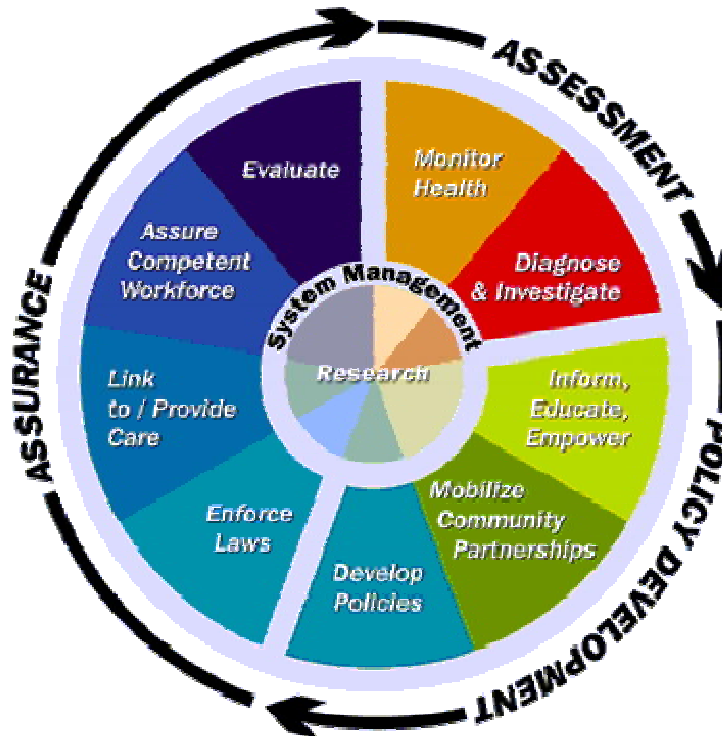 ASSESSMENT
Monitor
Health
Diagnose
& Investigate
POLICY DEVELOPMENT
Inform,
Educate,
Empower
Mobilize
Community
Partnerships
Develop
Policies
ASSURANCE
Enforce
Laws
Link
to / Provide
Care
Assure
Competent
Workforce
Evaluate
System Management
Research